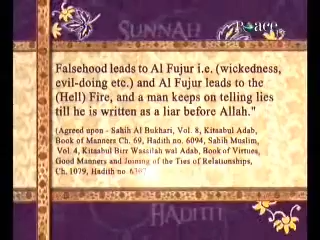 SUNNAH
Peace
Falsehood leads to Al Fujur i.e. (wickedness,
evil-doing etc.) and Al Fujur leads to the
(Hell) Fire, and a man keeps on telling lies
till he is written as a liar before Allah."
(Agreed upon - Sahih Al Bukhari, Vol. 8, Kitaabul Adab,
Book of Manners Ch. 69, Hadith no. 6094, Sahih Muslim,
Vol. 4, Kitaabul Birr Wassilah wal Adab, Book of Virtues,
Good Manners and Joining of the Ties of Relationships,
Ch. 1079, Hadith no
HADITH